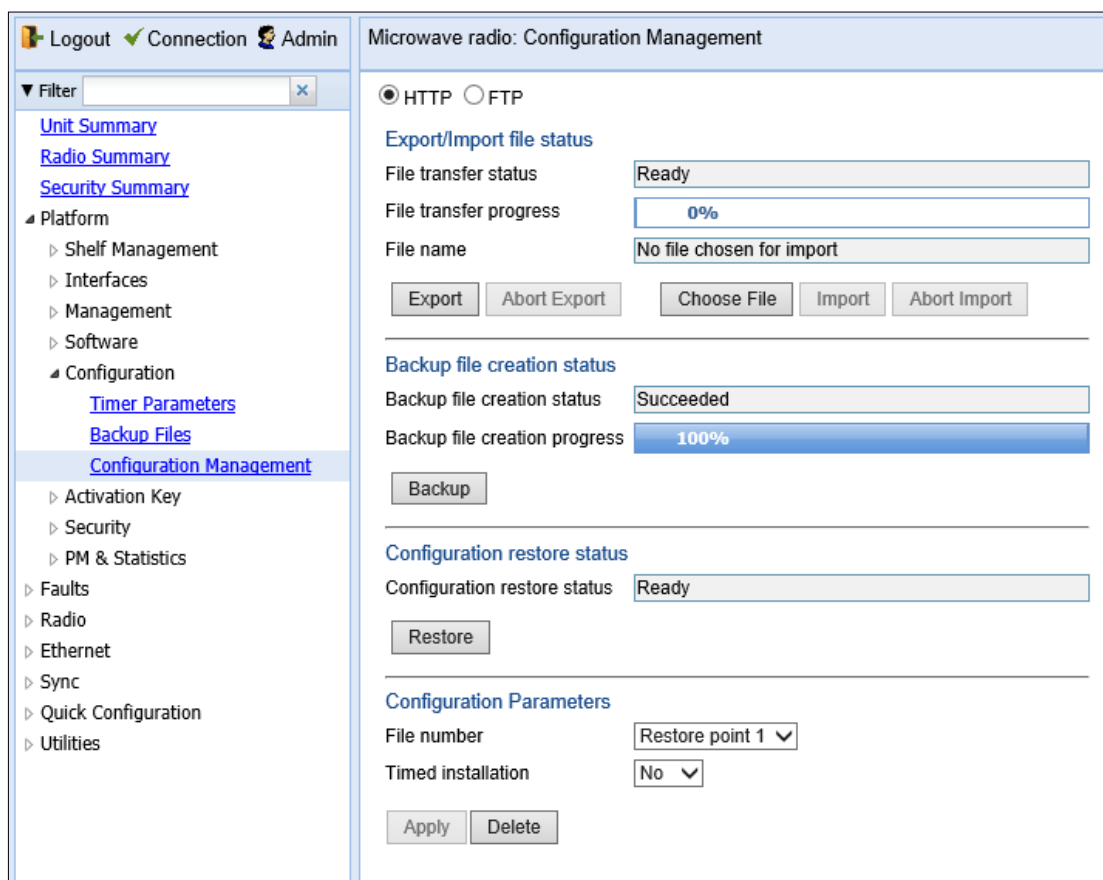 Logout Connection Admin
Filter
Unit Summary
Radio Summary
Security Summary
Platform
Shelf Management
Interfaces
Management
Software
Configuration
Timer Parameters
Backup Files
Configuration Management
Activation Key
Security
PM & Statistics
Faults
Radio
Ethernet
Sync
Quick Configuration
Utilities
Microwave radio: Configuration Management
HTTP FTP
Export/Import file status
File transfer status Ready
File transfer progress 0%
File name No file chosen for import
Export Abort Export Choose File Import Abort Import
Backup file creation status
Backup file creation status Succeeded
Backup file creation progress 100%
Backup
Configuration restore status
Configuration restore status Ready
Restore
Configuration Parameters
File number Restore point 1
Timed installation No
Apply Delete